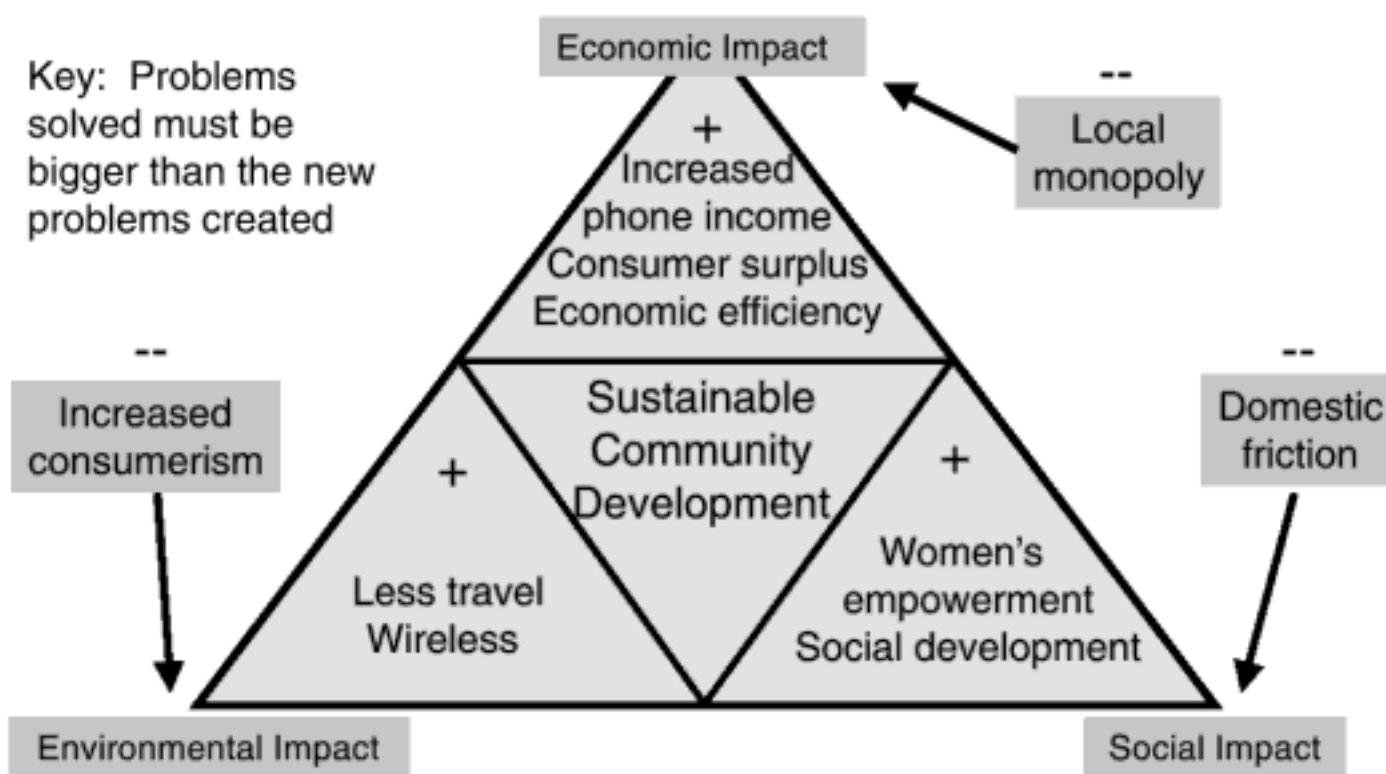 Economic Impact
Key: Problems
solved must be
bigger than the new
problems created
--
Local
monopoly
+
Increased
phone income
Consumer surplus
Economic efficiency
--
Increased
consumerism
Sustainable
Community
Development
--
Domestic
friction
+
Less travel
Wireless
+
Women's
empowerment
Social development
Environmental Impact
Social Impact